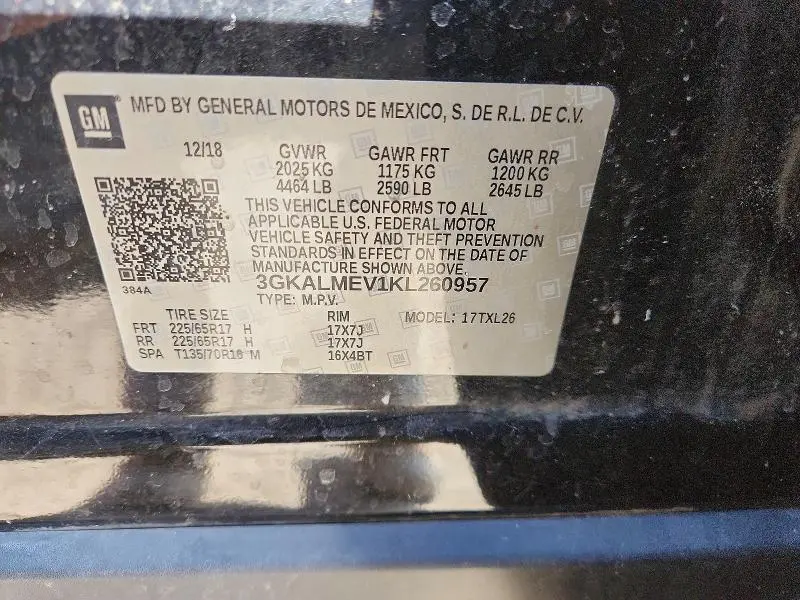 GM
MFD BY GENERAL MOTORS DE MEXICO, S. DE R.L. DE C.V.
12/18 GVWR GAWR FRT GAWR RR
2025 KG 1175 KG 1200 KG
4464 LB 2590 LB 2645 LB
THIS VEHICLE CONFORMS TO ALL
APPLICABLE U.S. FEDERAL MOTOR
VEHICLE SAFETY AND THEFT PREVENTION
STANDARDS IN EFFECT ON THE DATE OF
MANUFACTURE SHOWN ABOVE.
384A
3GKALMEV1KL260957
TYPE: M.P.V.
TIRE SIZE RIM MODEL: 17TXL26
FRT 225/65R17 H 17X7J
RR 225/65R17 H 17X7J
SPA T135/70R16 M 16X4BT